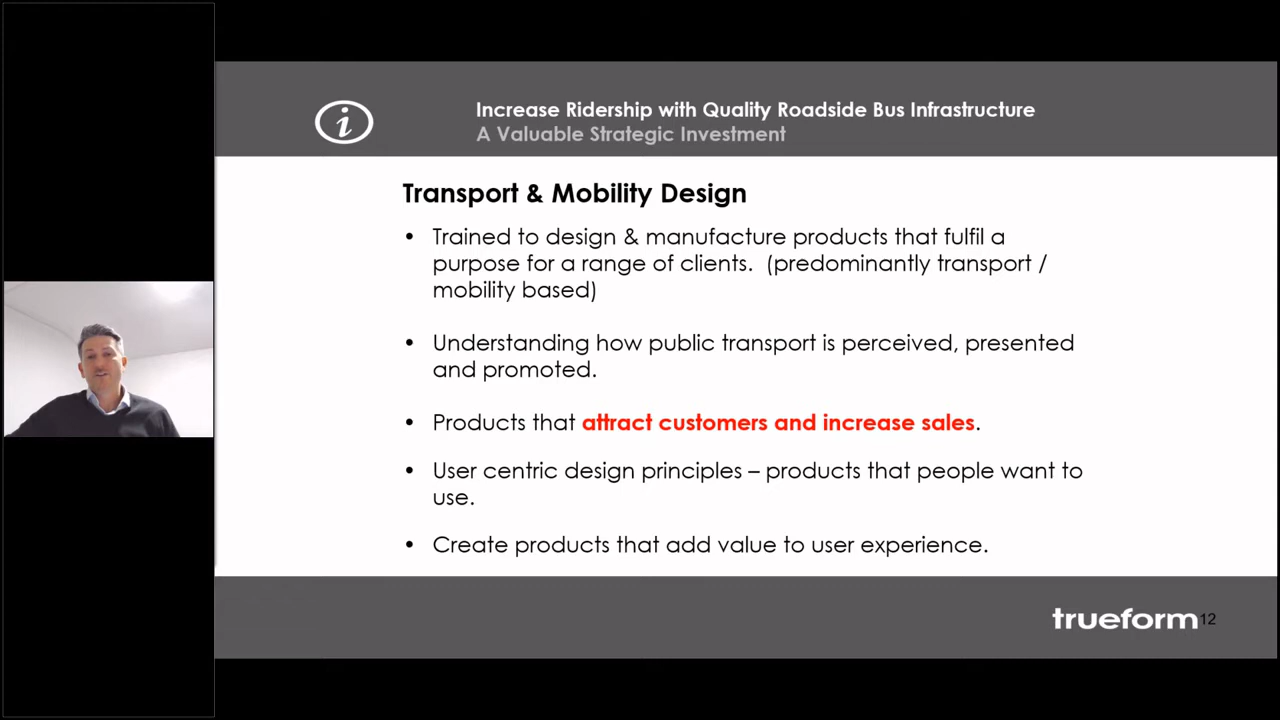 i
Increase Ridership with Quality Roadside Bus Infrastructure
A Valuable Strategic Investment
Transport & Mobility Design
• Trained to design & manufacture products that fulfil a
purpose for a range of clients.  (predominantly transport /
mobility based)
• Understanding how public transport is perceived, presented
and promoted.
• Products that attract customers and increase sales.
• User centric design principles – products that people want to
use.
• Create products that add value to user experience.
trueform 12